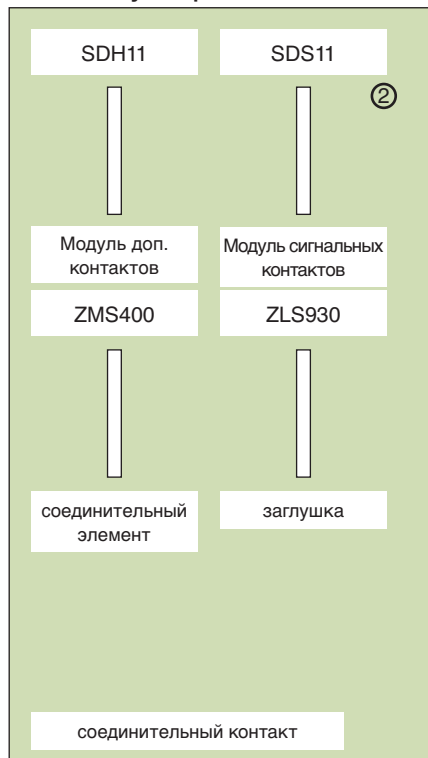 SDH11
SDS11
②
Модуль доп.
контактов
Модуль сигнальных
контактов
ZMS400
ZLS930
соединительный
элемент
заглушка
соединительный контакт